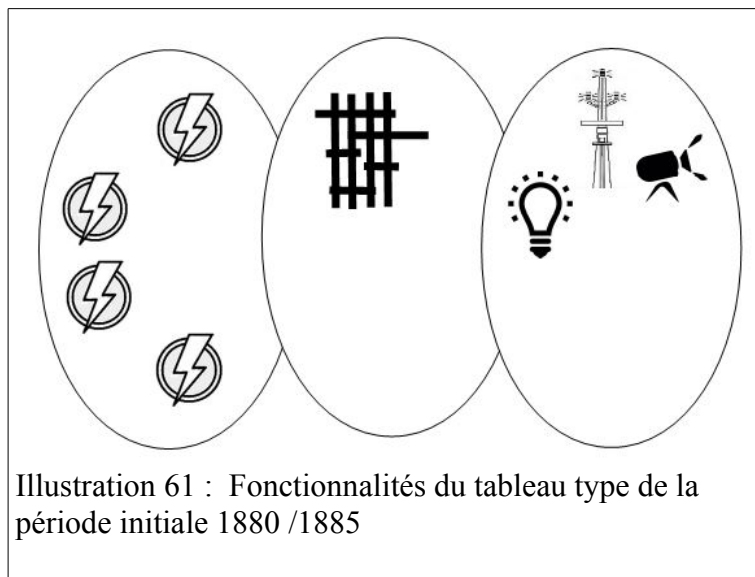 Illustration 61 :  Fonctionnalités du tableau type de la
période initiale 1880 /1885